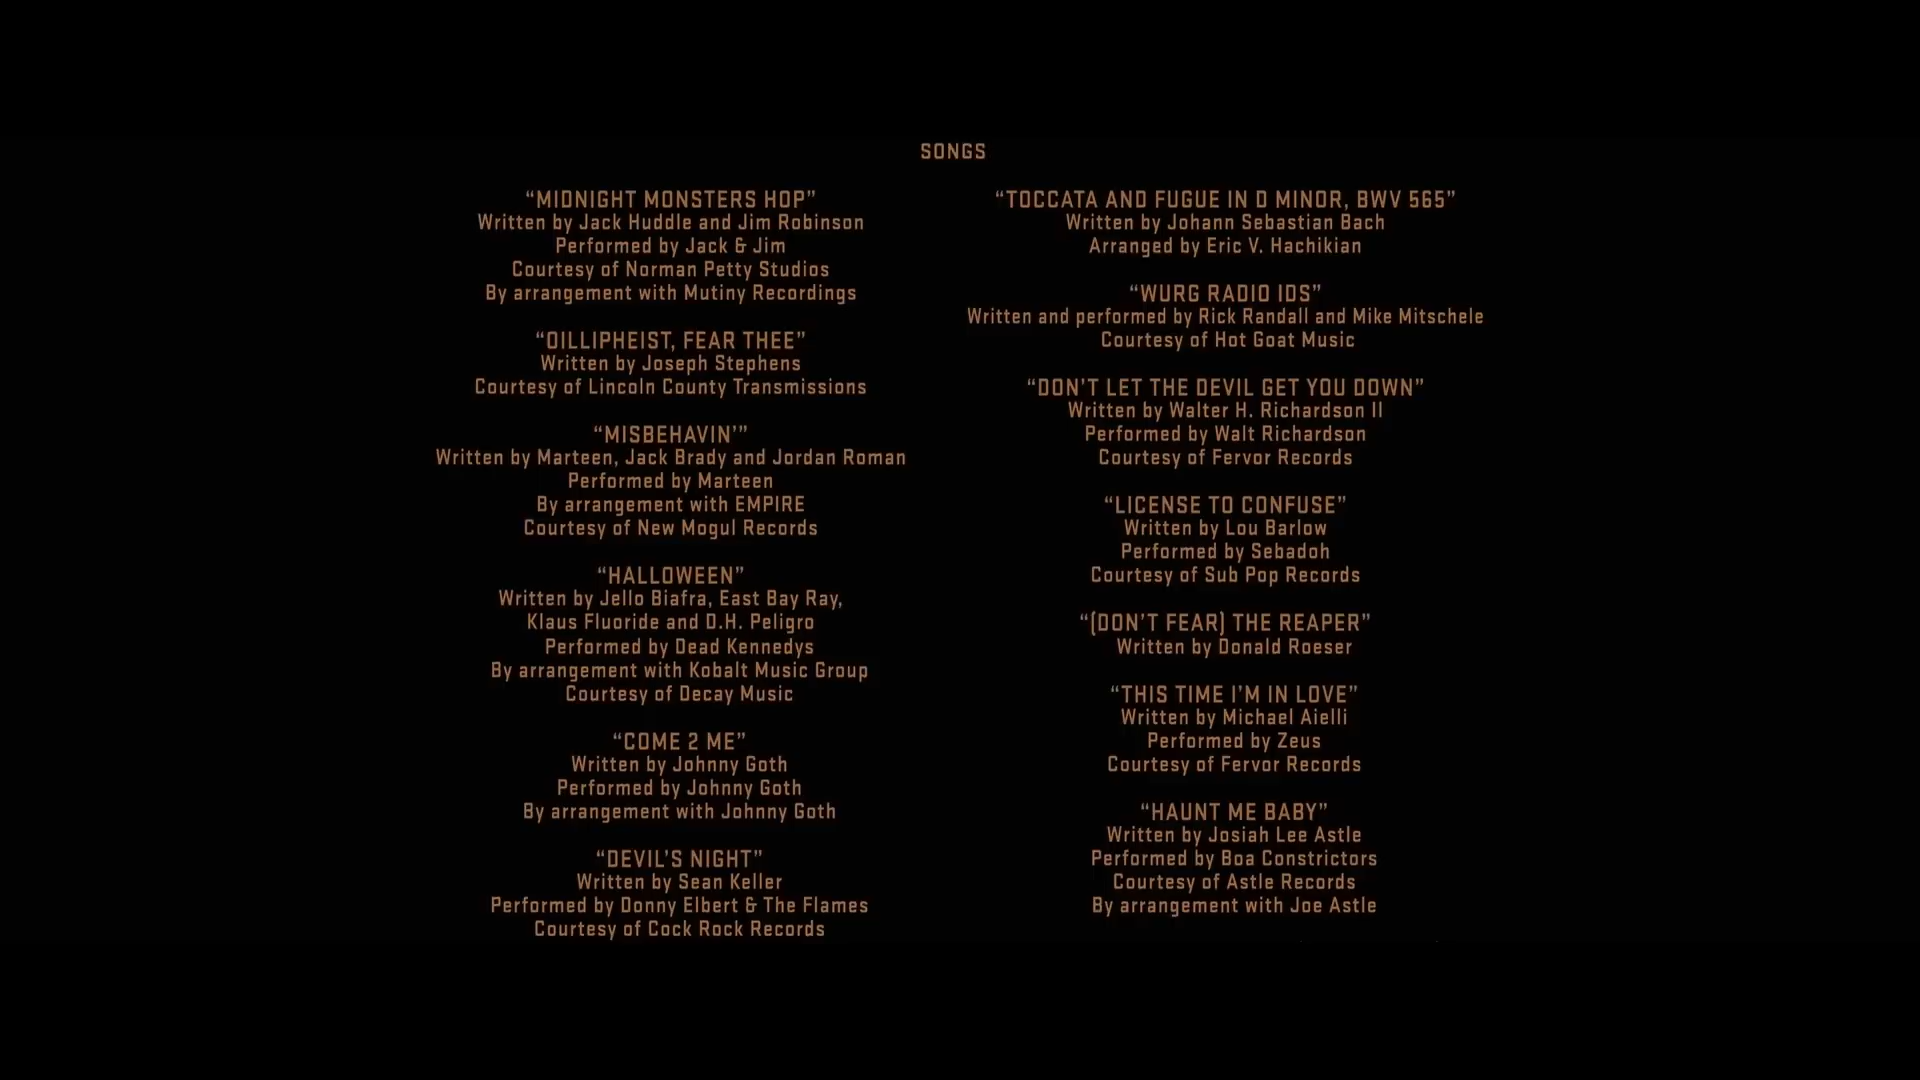 SONGS
“MIDNIGHT MONSTERS HOP”
Written by Jack Huddle and Jim Robinson
Performed by Jack & Jim
Courtesy of Norman Petty Studios
By arrangement with Mutiny Recordings
“OILLIPHEIST, FEAR THEE”
Written by Joseph Stephens
Courtesy of Lincoln County Transmissions
“MISBEHAVIN’”
Written by Marteen, Jack Brady and Jordan Roman
Performed by Marteen
By arrangement with EMPIRE
Courtesy of New Mogul Records
“HALLOWEEN”
Written by Jello Biafra, East Bay Ray,
Klaus Fluoride and D.H. Peligro
Performed by Dead Kennedys
By arrangement with Kobalt Music Group
Courtesy of Decay Music
“COME 2 ME”
Written by Johnny Goth
Performed by Johnny Goth
By arrangement with Johnny Goth
“DEVIL’S NIGHT”
Written by Sean Keller
Performed by Donny Elbert & The Flames
Courtesy of Cock Rock Records
“TOCCATA AND FUGUE IN D MINOR, BWV 565”
Written by Johann Sebastian Bach
Arranged by Eric V. Hachikian
“WURG RADIO IDS”
Written and performed by Rick Randall and Mike Mitschele
Courtesy of Hot Goat Music
“DON’T LET THE DEVIL GET YOU DOWN”
Written by Walter H. Richardson II
Performed by Walt Richardson
Courtesy of Fervor Records
“LICENSE TO CONFUSE”
Written by Lou Barlow
Performed by Sebadoh
Courtesy of Sub Pop Records
“(DON’T FEAR) THE REAPER”
Written by Donald Roeser
“THIS TIME I’M IN LOVE”
Written by Michael Aielli
Performed by Zeus
Courtesy of Fervor Records
“HAUNT ME BABY”
Written by Josiah Lee Astle
Performed by Boa Constrictors
Courtesy of Astle Records
By arrangement with Joe Astle